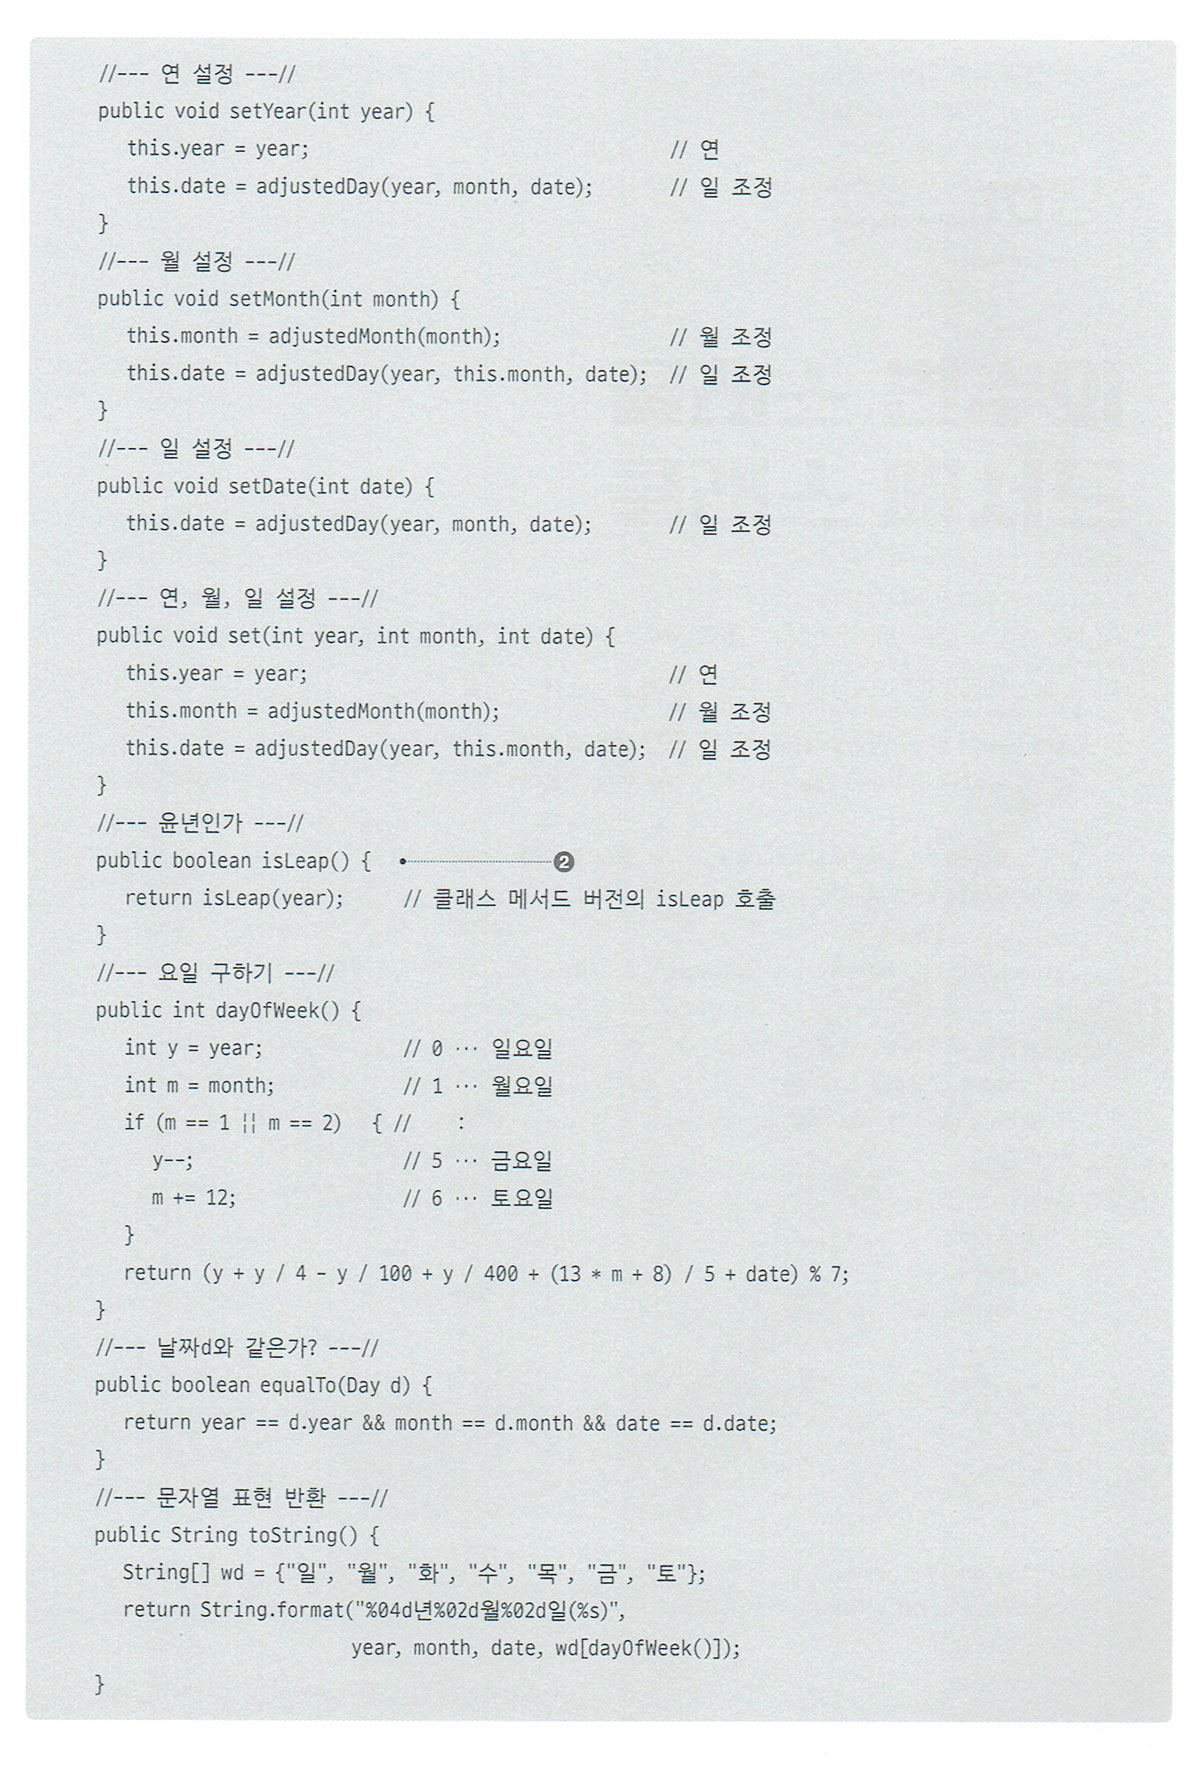 //--- 연 설정 ---//
public void setYear(int year) {
this.year = year; // 연
this.date = adjustedDay(year, month, date); // 일 조정
}
//--- 월 설정 ---//
public void setMonth(int month) {
this.month = adjustedMonth(month); // 월 조정
this.date = adjustedDay(year, this.month, date); // 일 조정
}
//--- 일 설정 ---//
public void setDate(int date) {
this.date = adjustedDay(year, month, date); // 일 조정
}
//--- 연, 월, 일 설정 ---//
public void set(int year, int month, int date) {
this.year = year; // 연
this.month = adjustedMonth(month); // 월 조정
this.date = adjustedDay(year, this.month, date); // 일 조정
}
//--- 윤년인가 ---//
public boolean isLeap() { ❷
return isLeap(year); // 클래스 메서드 버전의 isLeap 호출
}
//--- 요일 구하기 ---//
public int dayOfWeek() {
int y = year; // 0 … 일요일
int m = month; // 1 … 월요일
if (m == 1 || m == 2) { // :
y--; // 5 … 금요일
m += 12; // 6 … 토요일
}
return (y + y / 4 - y / 100 + y / 400 + (13 * m + 8) / 5 + date) % 7;
}
//--- 날짜d와 같은가? ---//
public boolean equalTo(Day d) {
return year == d.year && month == d.month && date == d.date;
}
//--- 문자열 표현 반환 ---//
public String toString() {
String[] wd = {"일", "월", "화", "수", "목", "금", "토"};
return String.format("%04d년%02d월%02d일(%s)",
year, month, date, wd[dayOfWeek()]);
}